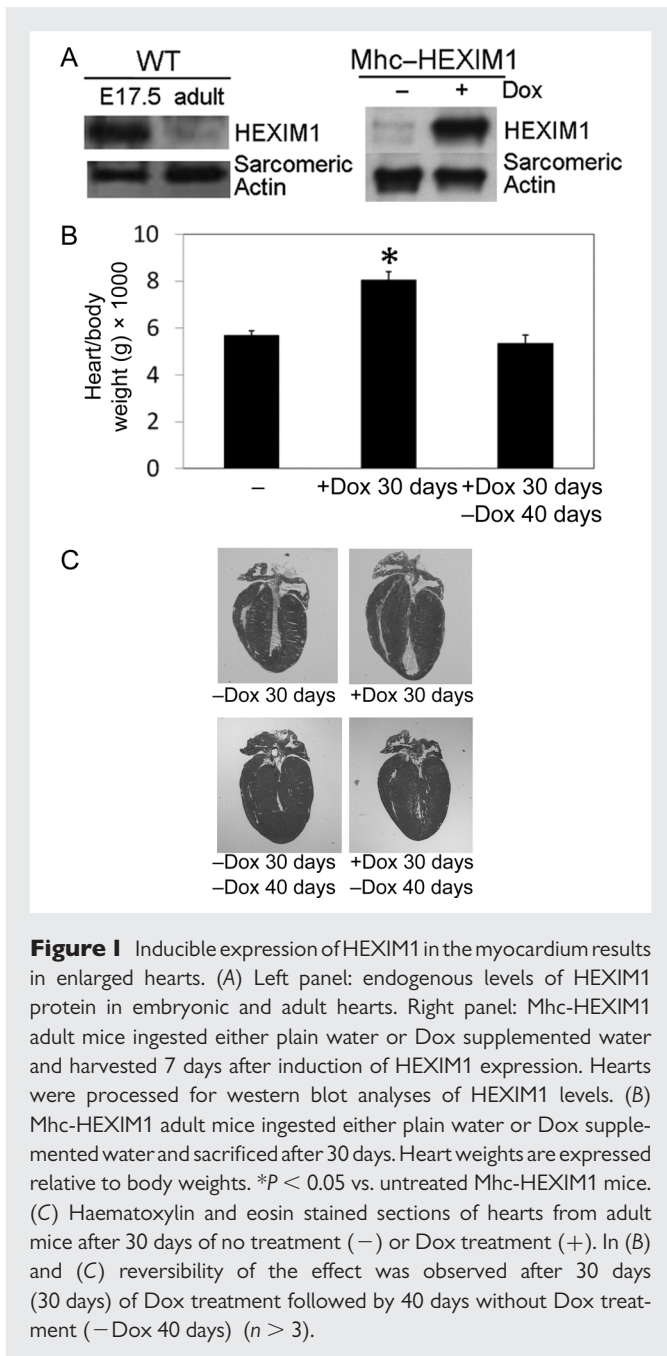 A
WT
E17.5 adult
HEXIM1
Sarcomeric
Actin
Mhc–HEXIM1
– + Dox
HEXIM1
Sarcomeric
Actin
B
Heart/body
weight (g) × 1000
10
8
6
4
2
0
*
– +Dox 30 days +Dox 30 days
–Dox 40 days
C
–Dox 30 days +Dox 30 days
–Dox 30 days +Dox 30 days
–Dox 40 days –Dox 40 days
Figure 1 Inducible expression of HEXIM1 in the myocardium results
in enlarged hearts. (A) Left panel: endogenous levels of HEXIM1
protein in embryonic and adult hearts. Right panel: Mhc-HEXIM1
adult mice ingested either plain water or Dox supplemented water
and harvested 7 days after induction of HEXIM1 expression. Hearts
were processed for western blot analyses of HEXIM1 levels. (B)
Mhc-HEXIM1 adult mice ingested either plain water or Dox supple-
mented water and sacrificed after 30 days. Heart weights are expressed
relative to body weights. *P < 0.05 vs. untreated Mhc-HEXIM1 mice.
(C) Haematoxylin and eosin stained sections of hearts from adult
mice after 30 days of no treatment (−) or Dox treatment (+). In (B)
and (C) reversibility of the effect was observed after 30 days
(30 days) of Dox treatment followed by 40 days without Dox treat-
ment (−Dox 40 days) (n > 3).